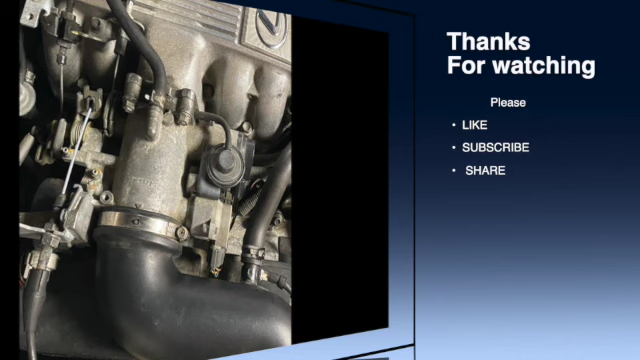 Thanks
For watching
Please
• LIKE
• SUBSCRIBE
• SHARE